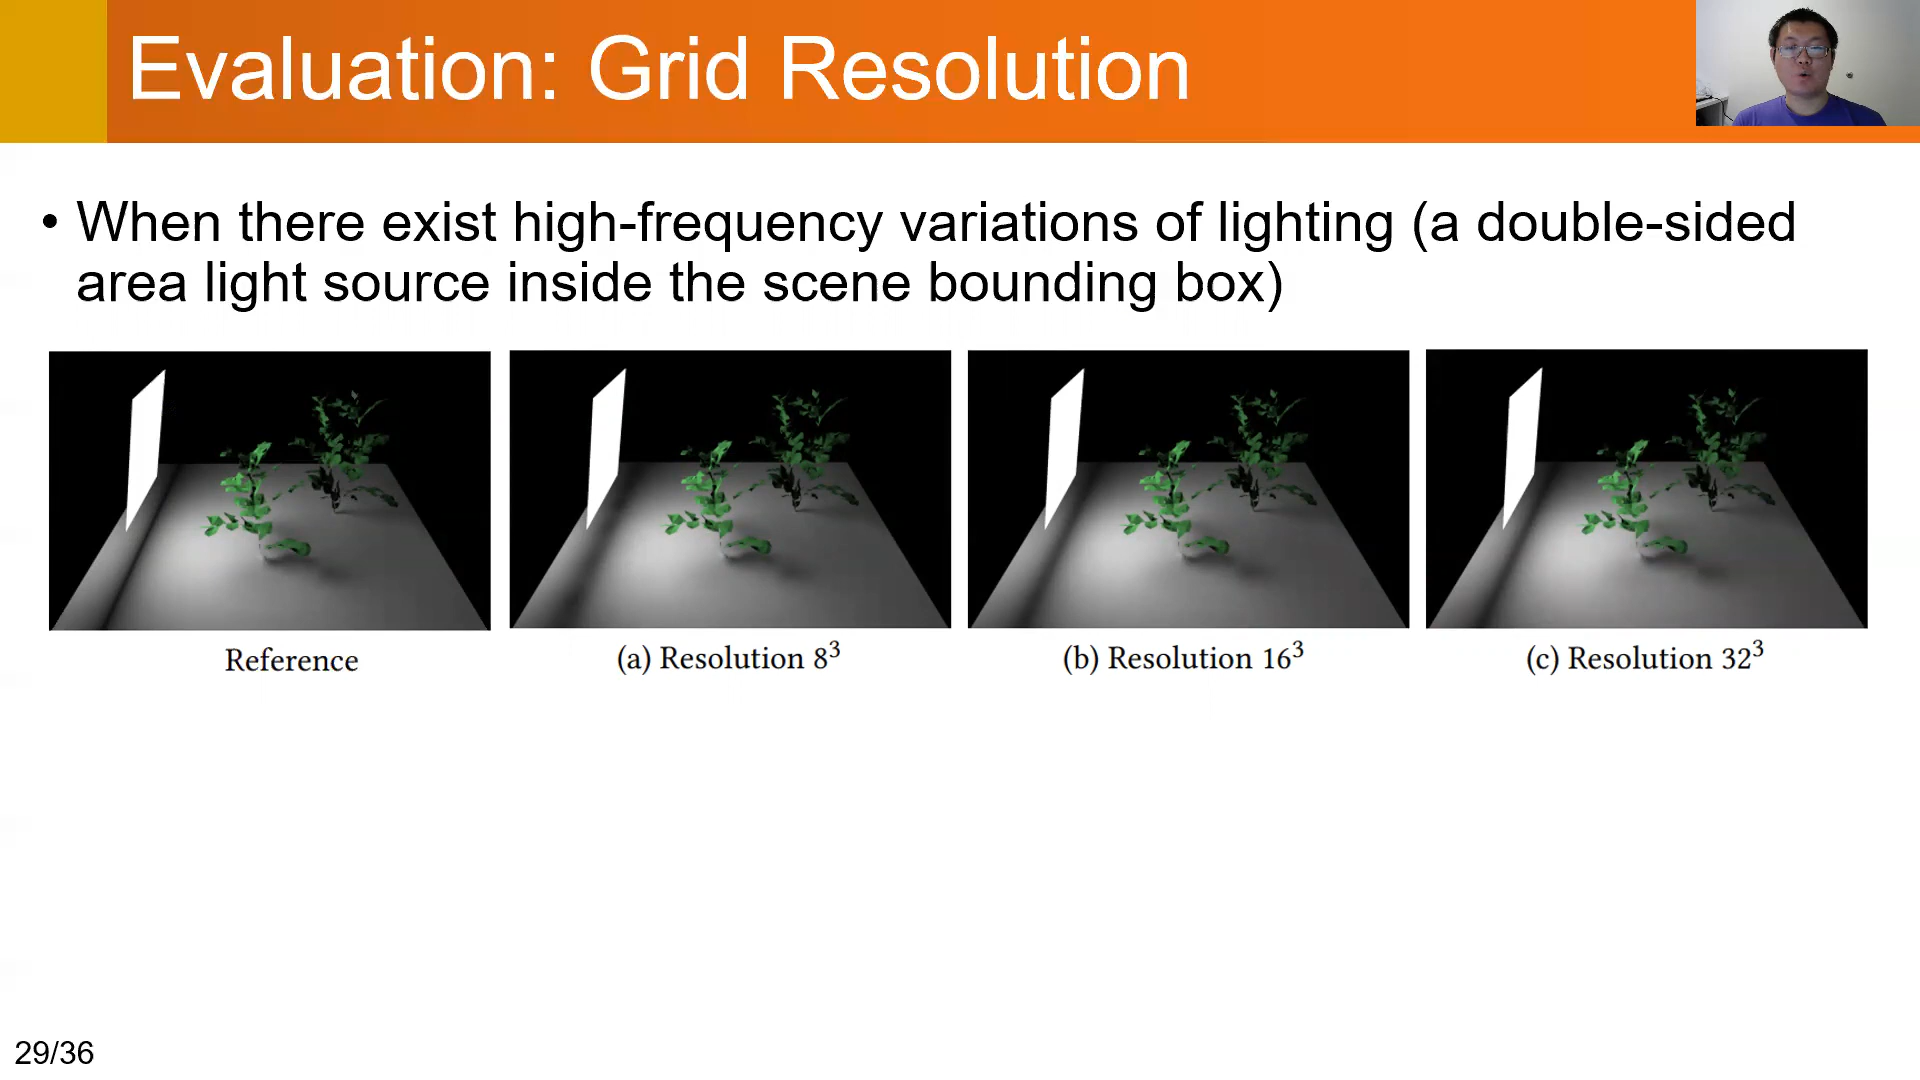 Evaluation: Grid Resolution
• When there exist high-frequency variations of lighting (a double-sided
area light source inside the scene bounding box)
Reference
(a) Resolution 8³
(b) Resolution 16³
(c) Resolution 32³
29/36